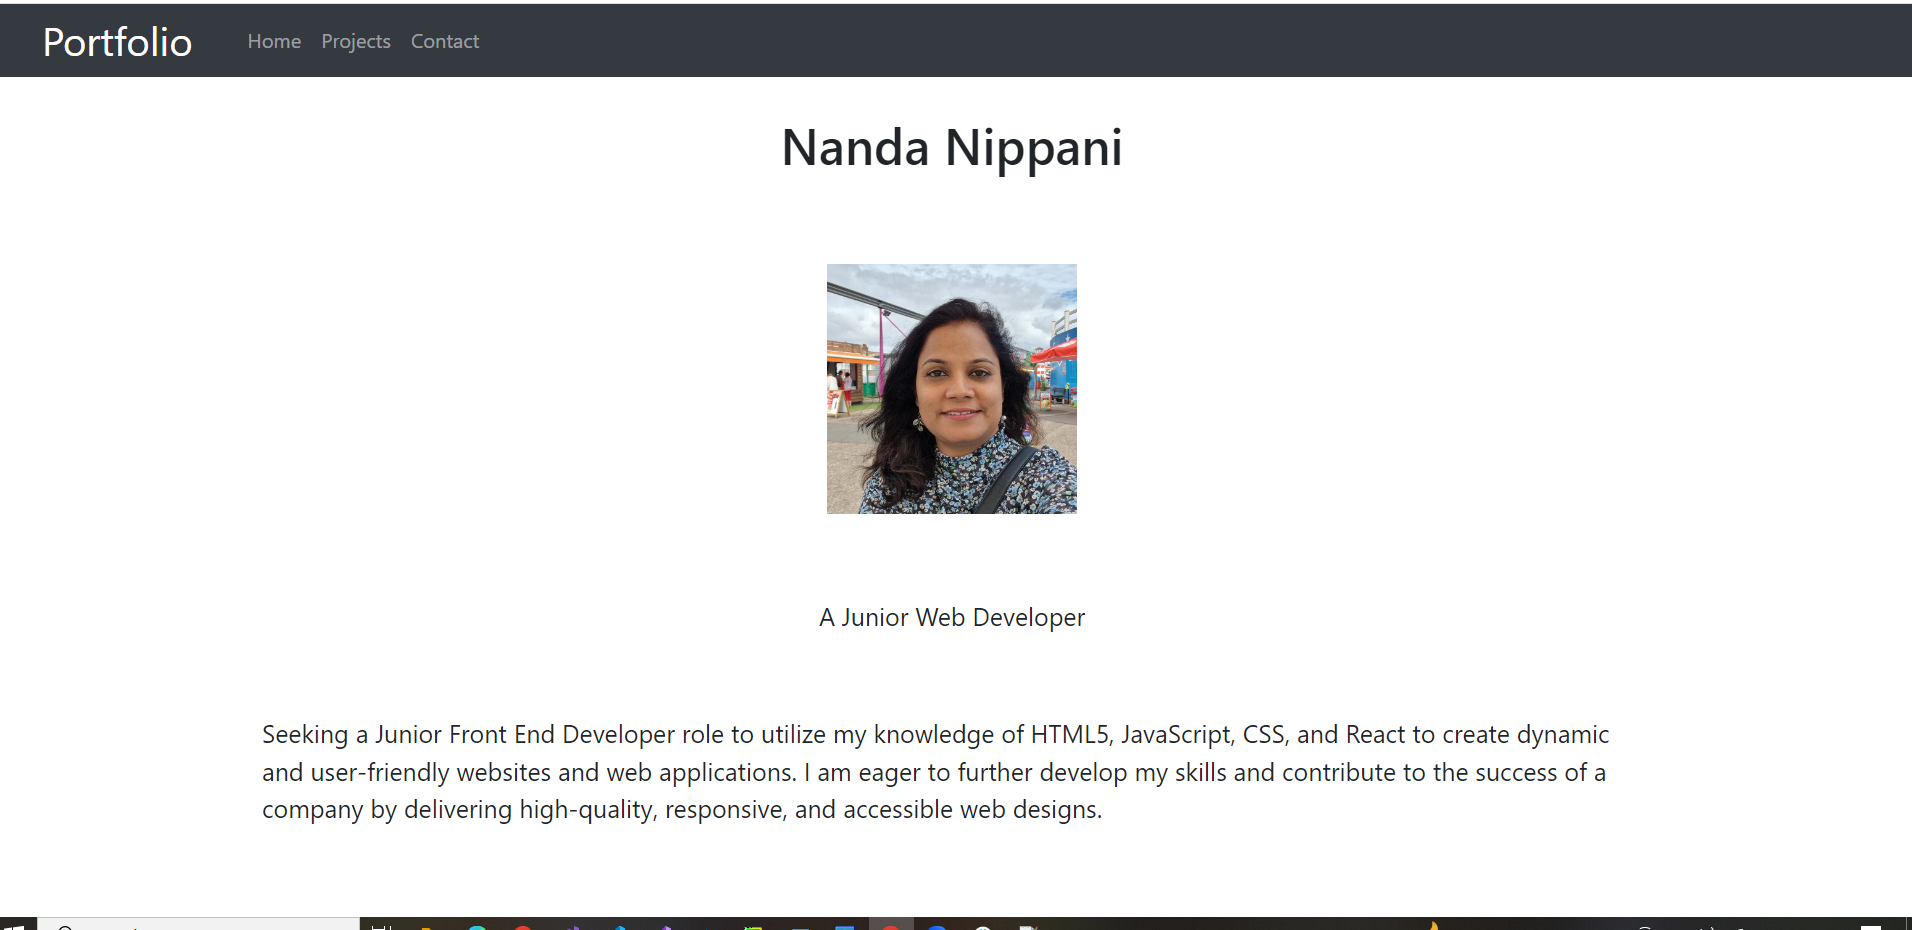 Portfolio Home Projects Contact
Nanda Nippani
A Junior Web Developer
Seeking a Junior Front End Developer role to utilize my knowledge of HTML5, JavaScript, CSS, and React to create dynamic
and user-friendly websites and web applications. I am eager to further develop my skills and contribute to the success of a
company by delivering high-quality, responsive, and accessible web designs.